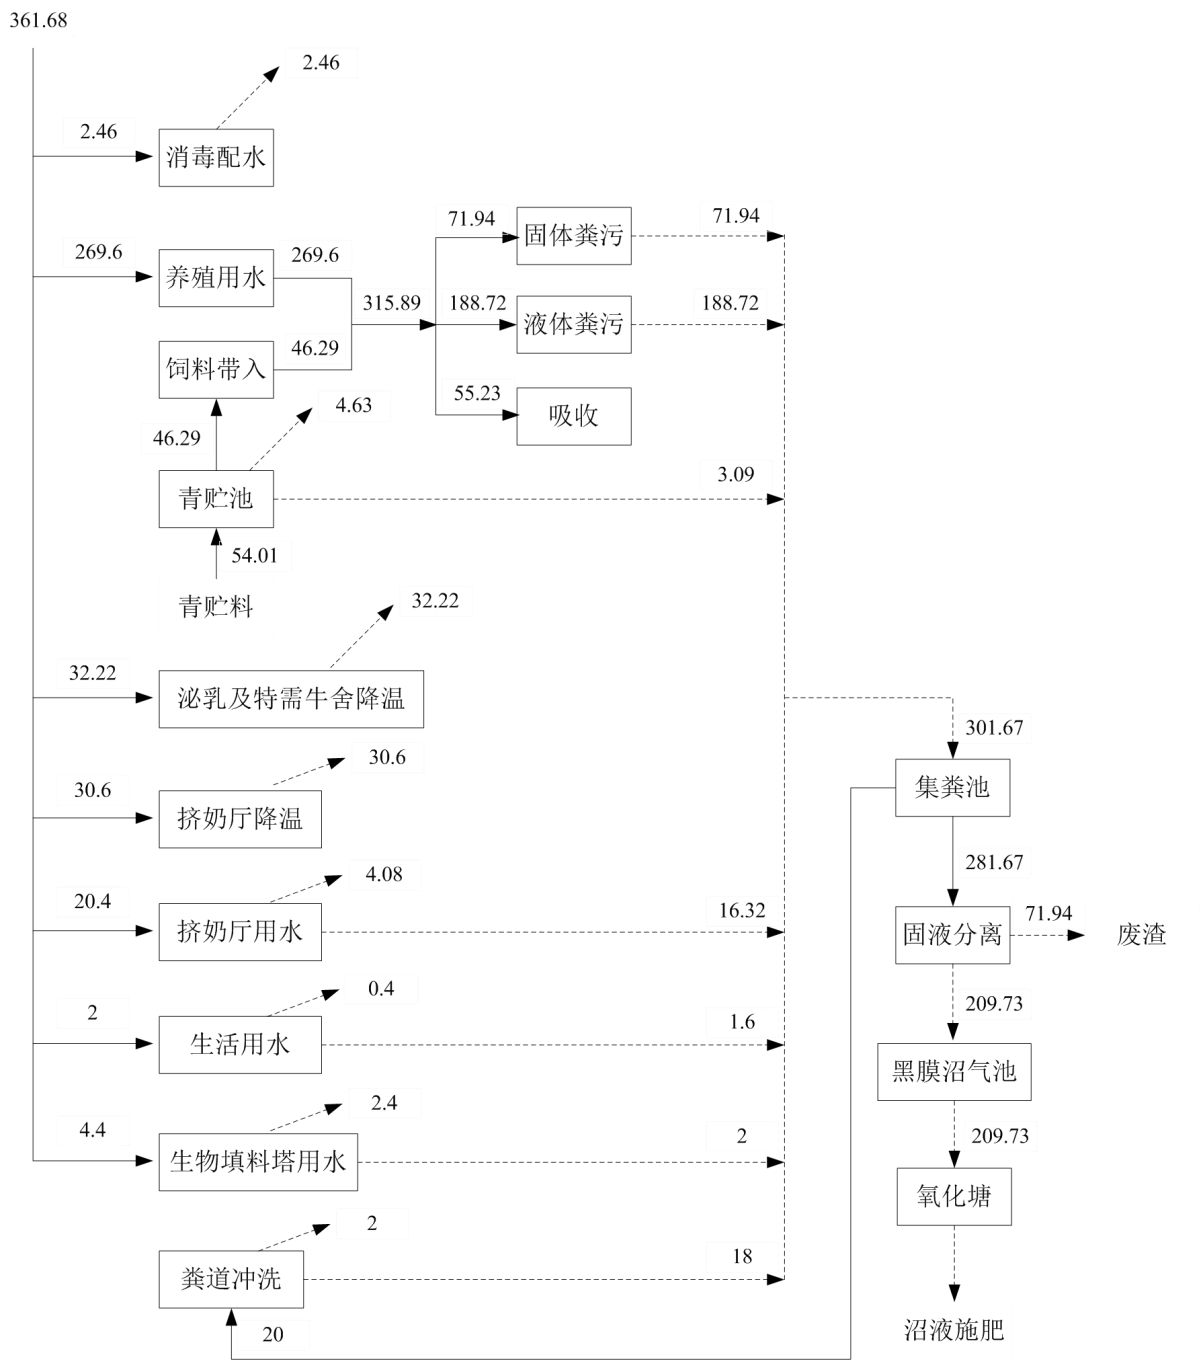 361.68
2.46
2.46
消毒配水
71.94
固体粪污
71.94
269.6
养殖用水
269.6
315.89
188.72
液体粪污
188.72
饲料带入
46.29
55.23
吸收
46.29
4.63
青贮池
3.09
54.01
青贮料
32.22
32.22
泌乳及特需牛舍降温
301.67
30.6
30.6
挤奶厅降温
集粪池
281.67
20.4
4.08
挤奶厅用水
16.32
固液分离
71.94
废渣
209.73
2
0.4
生活用水
1.6
黑膜沼气池
209.73
4.4
2.4
生物填料塔用水
2
氧化塘
2
粪道冲洗
18
20
沼液施肥